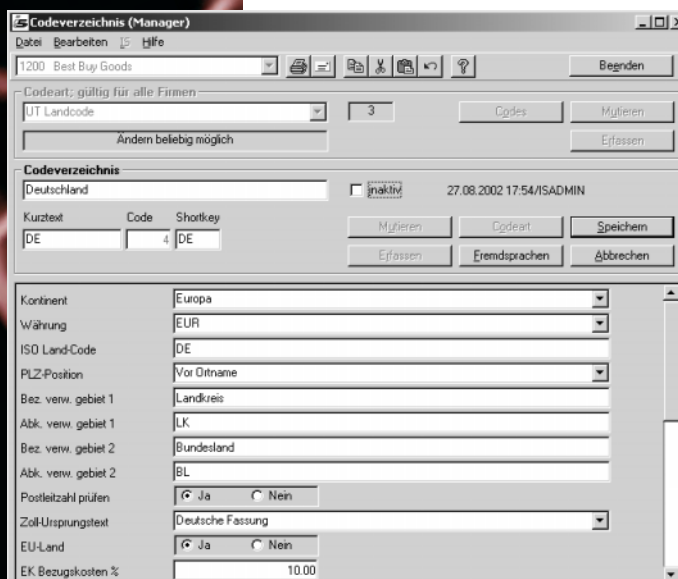 Codeverzeichnis (Manager)
Datei Bearbeiten IS Hilfe
1200 Best Buy Goods Beenden
Codeart; gültig für alle Firmen
UT Landcode 3 Codes Mutieren
Ändern beliebig möglich Erfassen
Codeverzeichnis
Deutschland inaktiv 27.08.2002 17:54/ISADMIN
Kurztext Code Shortkey Mutieren Codeart Speichern
DE 4 DE Erfassen Fremdsprachen Abbrechen
Kontinent Europa
Währung EUR
ISO Land-Code DE
PLZ-Position Vor Ortname
Bez. verw. gebiet 1 Landkreis
Abk. verw. gebiet 1 LK
Bez. verw. gebiet 2 Bundesland
Abk. verw. gebiet 2 BL
Postleitzahl prüfen Ja Nein
Zoll-Ursprungstext Deutsche Fassung
EU-Land Ja Nein
EK Bezugskosten % 10.00